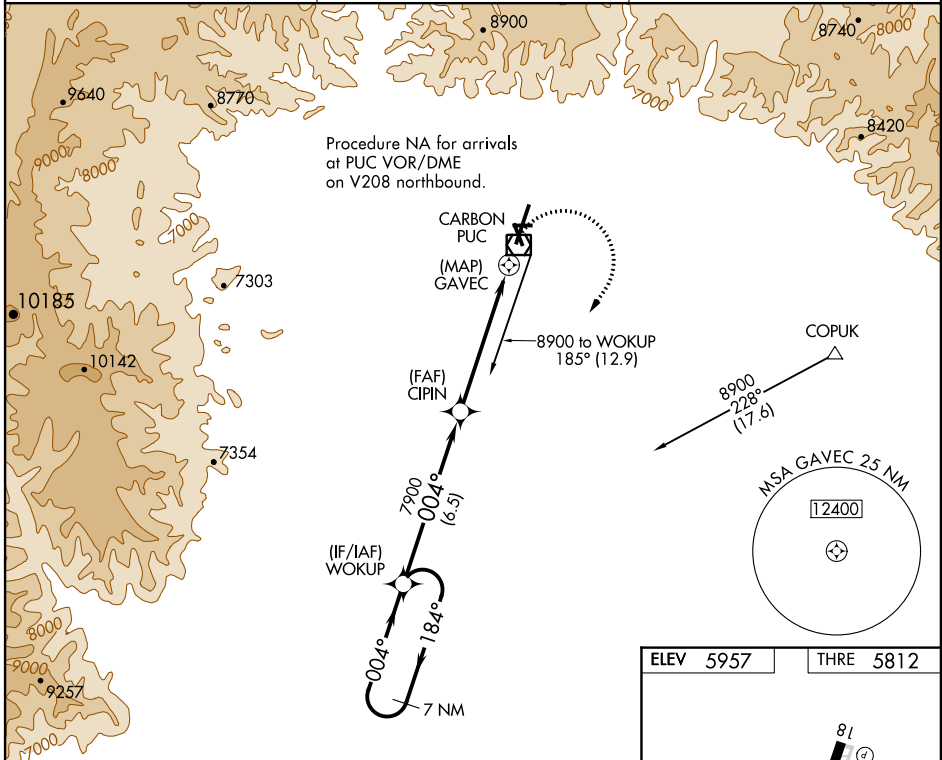 8900
8740
8000
9640
8770
7000
8420
9000
8000
Procedure NA for arrivals
at PUC VOR/DME
on V208 northbound.
7000
CARBON
PUC
(MAP)
GAVEC
7303
10185
8900 to WOKUP
185° (12.9)
COPUK
10142
(FAF)
CIPIN
8900
228°
(17.6)
7354
MSA GAVEC 25 NM
12400
7900
004°
(6.5)
(IF/IAF)
WOKUP
004°
184°
8000
9000
9257
7 NM
7000
ELEV 5957
THRE 5812
18
P